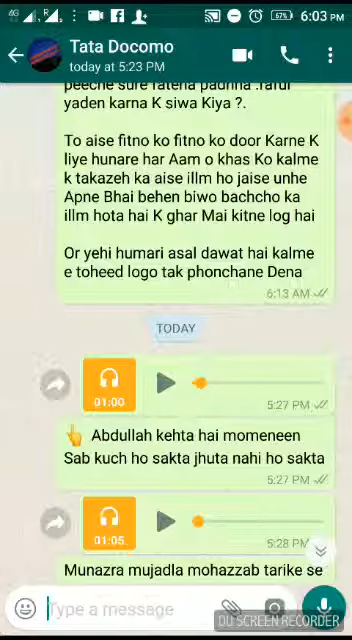 4G
67%
6:03 PM
Tata Docomo
today at 5:23 PM
peeche sure fateha padhna .raful
yaden karna K siwa Kiya ?.
To aise fitno ko fitno ko door Karne K
liye hunare har Aam o khas Ko kalme
k takazeh ka aise illm ho jaise unhe
Apne Bhai behen biwo bachcho ka
illm hota hai K ghar Mai kitne log hai
Or yehi humari asal dawat hai kalme
e toheed logo tak phonchane Dena
6:13 AM
TODAY
01:00
5:27 PM
👆 Abdullah kehta hai momeneen
Sab kuch ho sakta jhuta nahi ho sakta
5:27 PM
01:05
5:28 PM
Munazra mujadla mohazzab tarike se
Type a message
DU SCREEN RECORDER